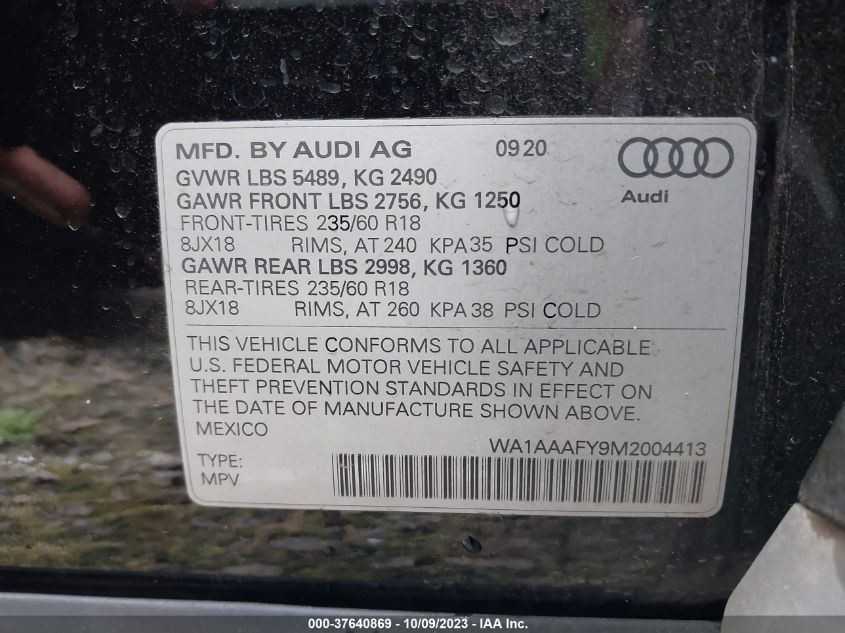 MFD. BY AUDI AG 0920
Audi
GVWR LBS 5489, KG 2490
GAWR FRONT LBS 2756, KG 1250
FRONT-TIRES 235/60 R18
8JX18 RIMS, AT 240 KPA 35 PSI COLD
GAWR REAR LBS 2998, KG 1360
REAR-TIRES 235/60 R18
8JX18 RIMS, AT 260 KPA 38 PSI COLD
THIS VEHICLE CONFORMS TO ALL APPLICABLE
U.S. FEDERAL MOTOR VEHICLE SAFETY AND
THEFT PREVENTION STANDARDS IN EFFECT ON
THE DATE OF MANUFACTURE SHOWN ABOVE.
MEXICO
WA1AAAFY9M2004413
TYPE:
MPV
000-37640869 - 10/09/2023 - IAA Inc.